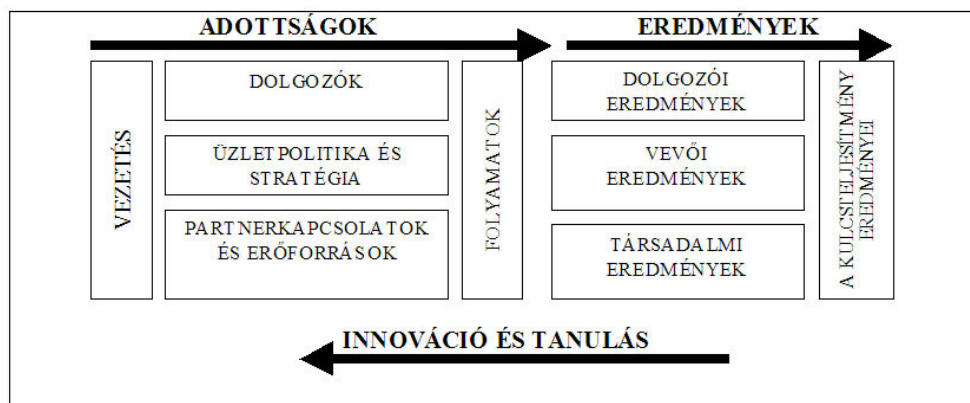 ADOTTSÁGOK
EREDMÉNYEK
VEZETÉS
DOLGOZÓK
ÜZLETPOLITIKA ÉS
STRATÉGIA
PARTNERKAPCSOLATOK
ÉS ERŐFORRÁSOK
FOLYAMATOK
DOLGOZÓI
EREDMÉNYEK
VEVŐI
EREDMÉNYEK
TÁRSADALMI
EREDMÉNYEK
A KULCSTELJESÍTMÉNY
EREDMÉNYEI
INNOVÁCIÓ ÉS TANULÁS